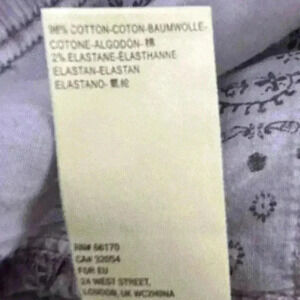 98% COTTON-COTON-BAUMWOLLE-
COTONE-ALGODÓN- 棉
2% ELASTANE-ÉLASTHANNE
ELASTAN-ELASTAN
ELASTANO- 氨纶
RN# 66170
CA# 32054
FOR EU
2A WEST STREET,
LONDON, UK WC2H9NA